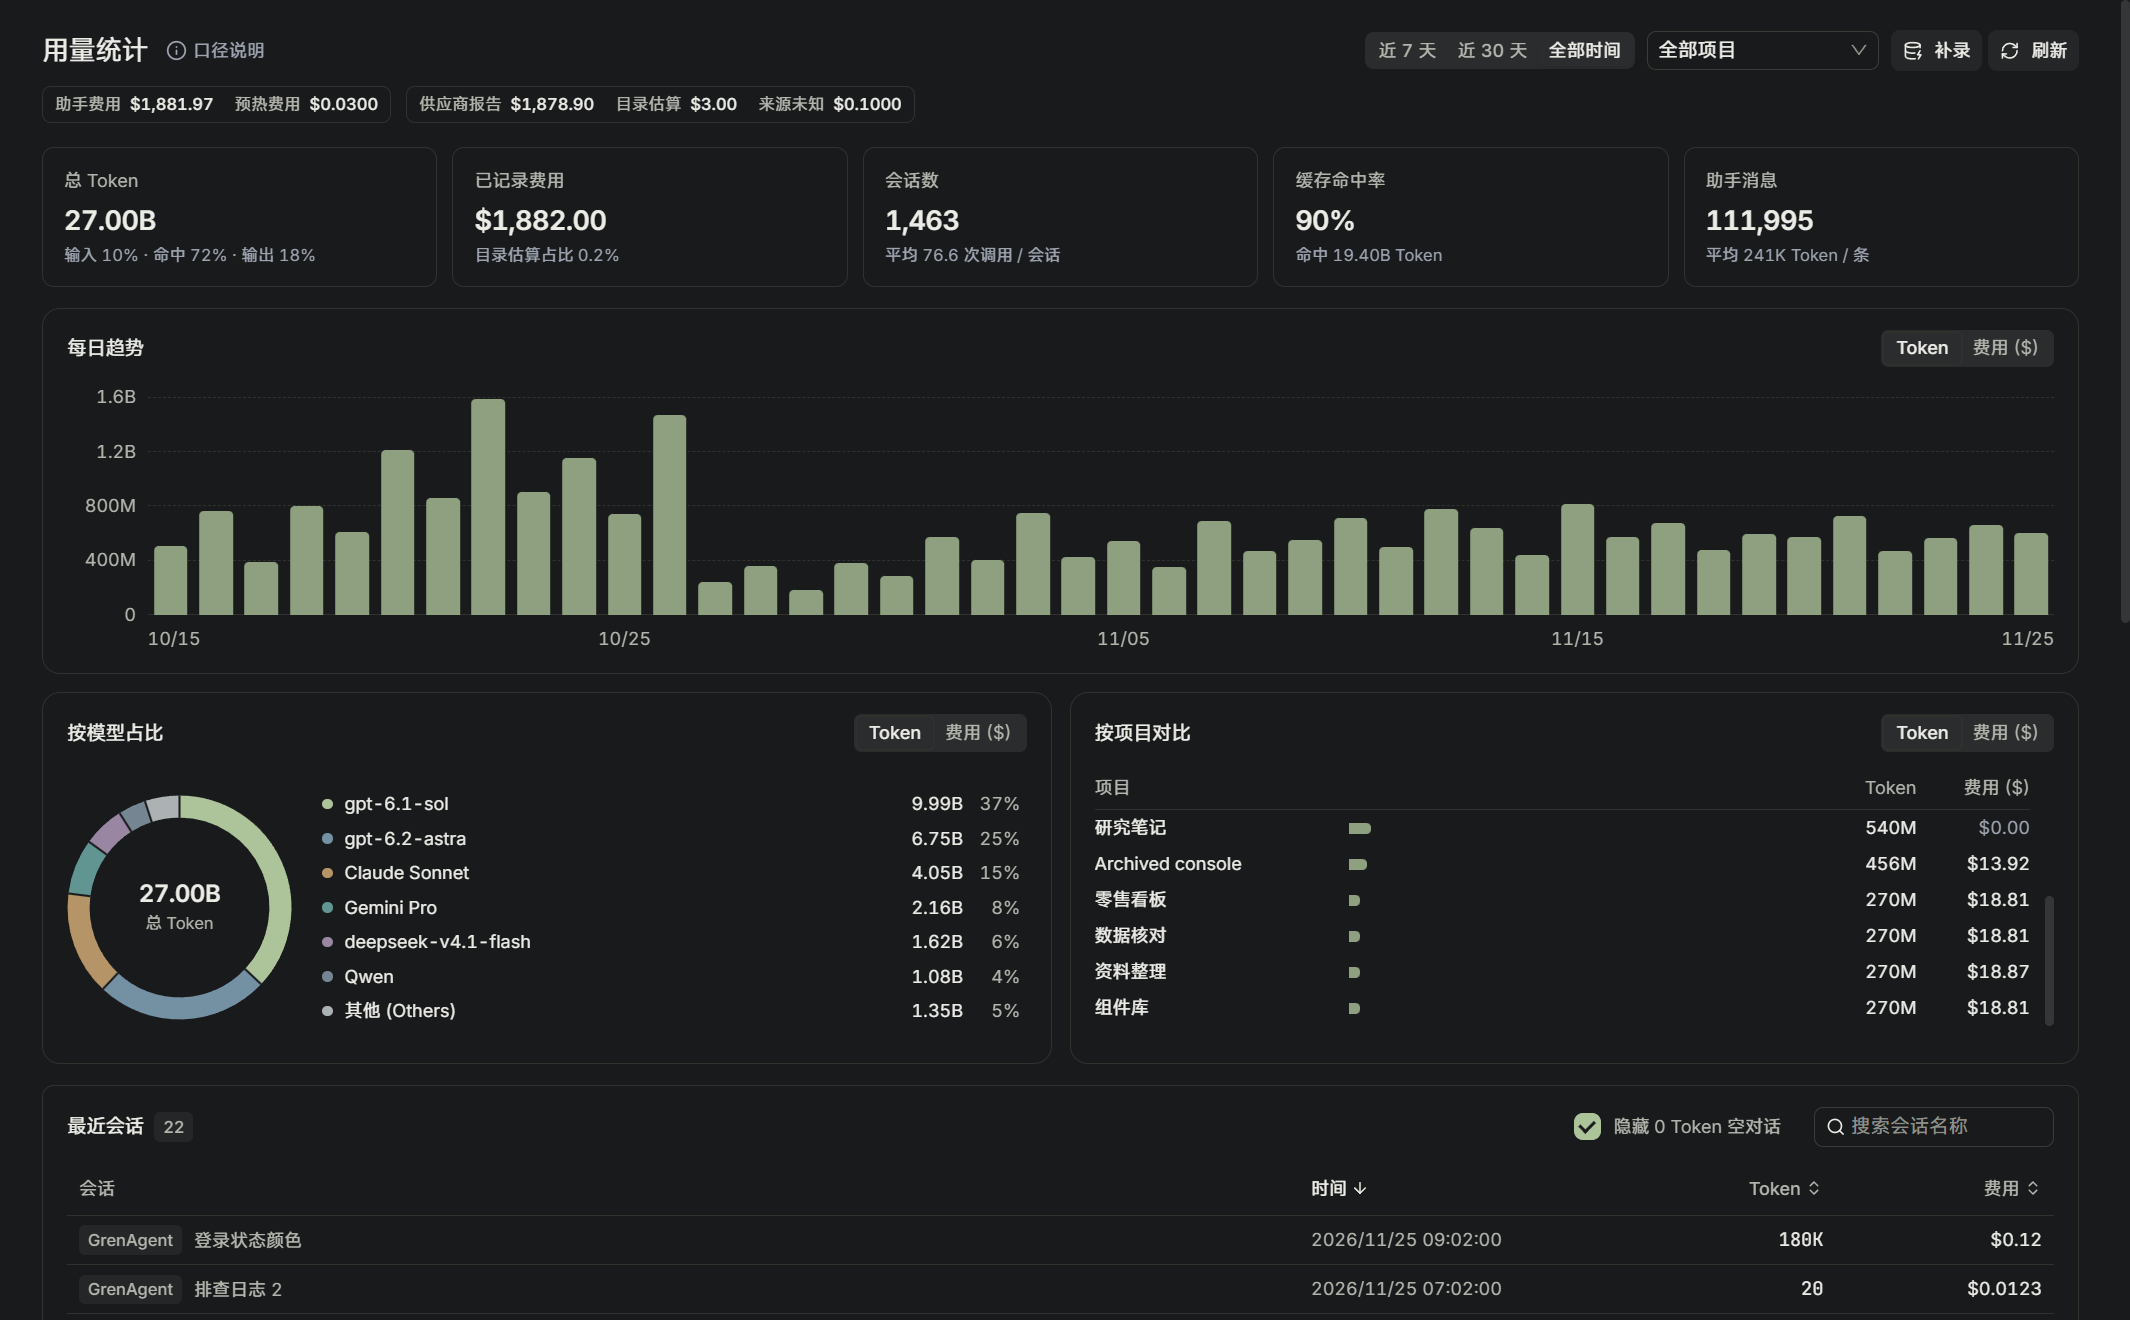 用量统计 口径说明 近 7 天 近 30 天 全部时间 全部项目 补录 刷新
助手费用 $1,881.97 预热费用 $0.0300 供应商报告 $1,878.90 目录估算 $3.00 来源未知 $0.1000
总 Token
27.00B
输入 10% · 命中 72% · 输出 18%
已记录费用
$1,882.00
目录估算占比 0.2%
会话数
1,463
平均 76.6 次调用 / 会话
缓存命中率
90%
命中 19.40B Token
助手消息
111,995
平均 241K Token / 条
每日趋势 Token 费用 ($)
1.6B
1.2B
800M
400M
0
10/15 10/25 11/05 11/15 11/25
按模型占比 Token 费用 ($)
27.00B
总 Token
gpt-6.1-sol 9.99B 37%
gpt-6.2-astra 6.75B 25%
Claude Sonnet 4.05B 15%
Gemini Pro 2.16B 8%
deepseek-v4.1-flash 1.62B 6%
Qwen 1.08B 4%
其他 (Others) 1.35B 5%
按项目对比 Token 费用 ($)
项目 Token 费用 ($)
研究笔记 540M $0.00
Archived console 456M $13.92
零售看板 270M $18.81
数据核对 270M $18.81
资料整理 270M $18.87
组件库 270M $18.81
最近会话 22 隐藏 0 Token 空对话 搜索会话名称
会话 时间 Token 费用
GrenAgent 登录状态颜色 2026/11/25 09:02:00 180K $0.12
GrenAgent 排查日志 2 2026/11/25 07:02:00 20 $0.0123